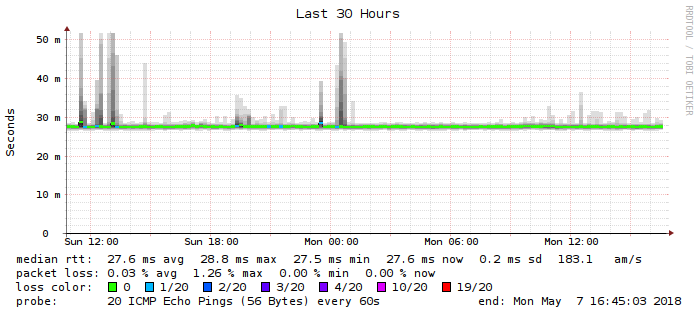 Last 30 Hours
RRDTOOL / TOBI OETIKER
Seconds
50 m
40 m
30 m
20 m
10 m
0
Sun 12:00 Sun 18:00 Mon 00:00 Mon 06:00 Mon 12:00
median rtt: 27.6 ms avg 28.8 ms max 27.5 ms min 27.6 ms now 0.2 ms sd 183.1 am/s
packet loss: 0.03 % avg 1.26 % max 0.00 % min 0.00 % now
loss color: 0 1/20 2/20 3/20 4/20 10/20 19/20
probe: 20 ICMP Echo Pings (56 Bytes) every 60s end: Mon May 7 16:45:03 2018